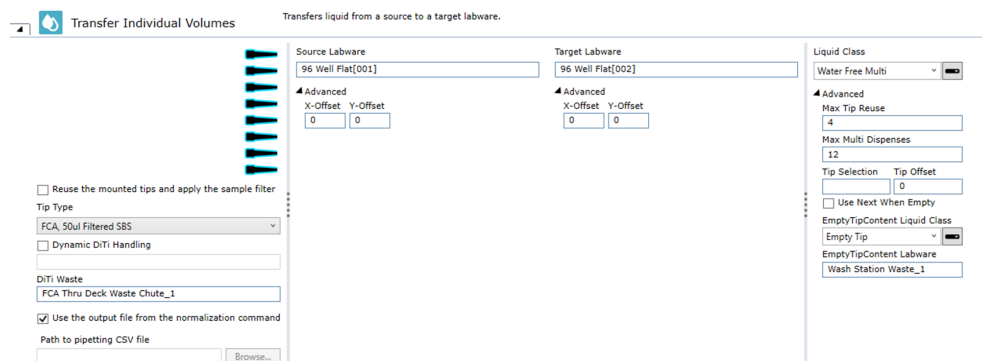 Transfer Individual Volumes
Transfers liquid from a source to a target labware.
Reuse the mounted tips and apply the sample filter
Tip Type
FCA, 50ul Filtered SBS
Dynamic DiTi Handling
DiTi Waste
FCA Thru Deck Waste Chute_1
Use the output file from the normalization command
Path to pipetting CSV file
Browse...
Source Labware
96 Well Flat[001]
Advanced
X-Offset Y-Offset
0 0
Target Labware
96 Well Flat[002]
Advanced
X-Offset Y-Offset
0 0
Liquid Class
Water Free Multi
Advanced
Max Tip Reuse
4
Max Multi Dispenses
12
Tip Selection Tip Offset
0
Use Next When Empty
EmptyTipContent Liquid Class
Empty Tip
EmptyTipContent Labware
Wash Station Waste_1